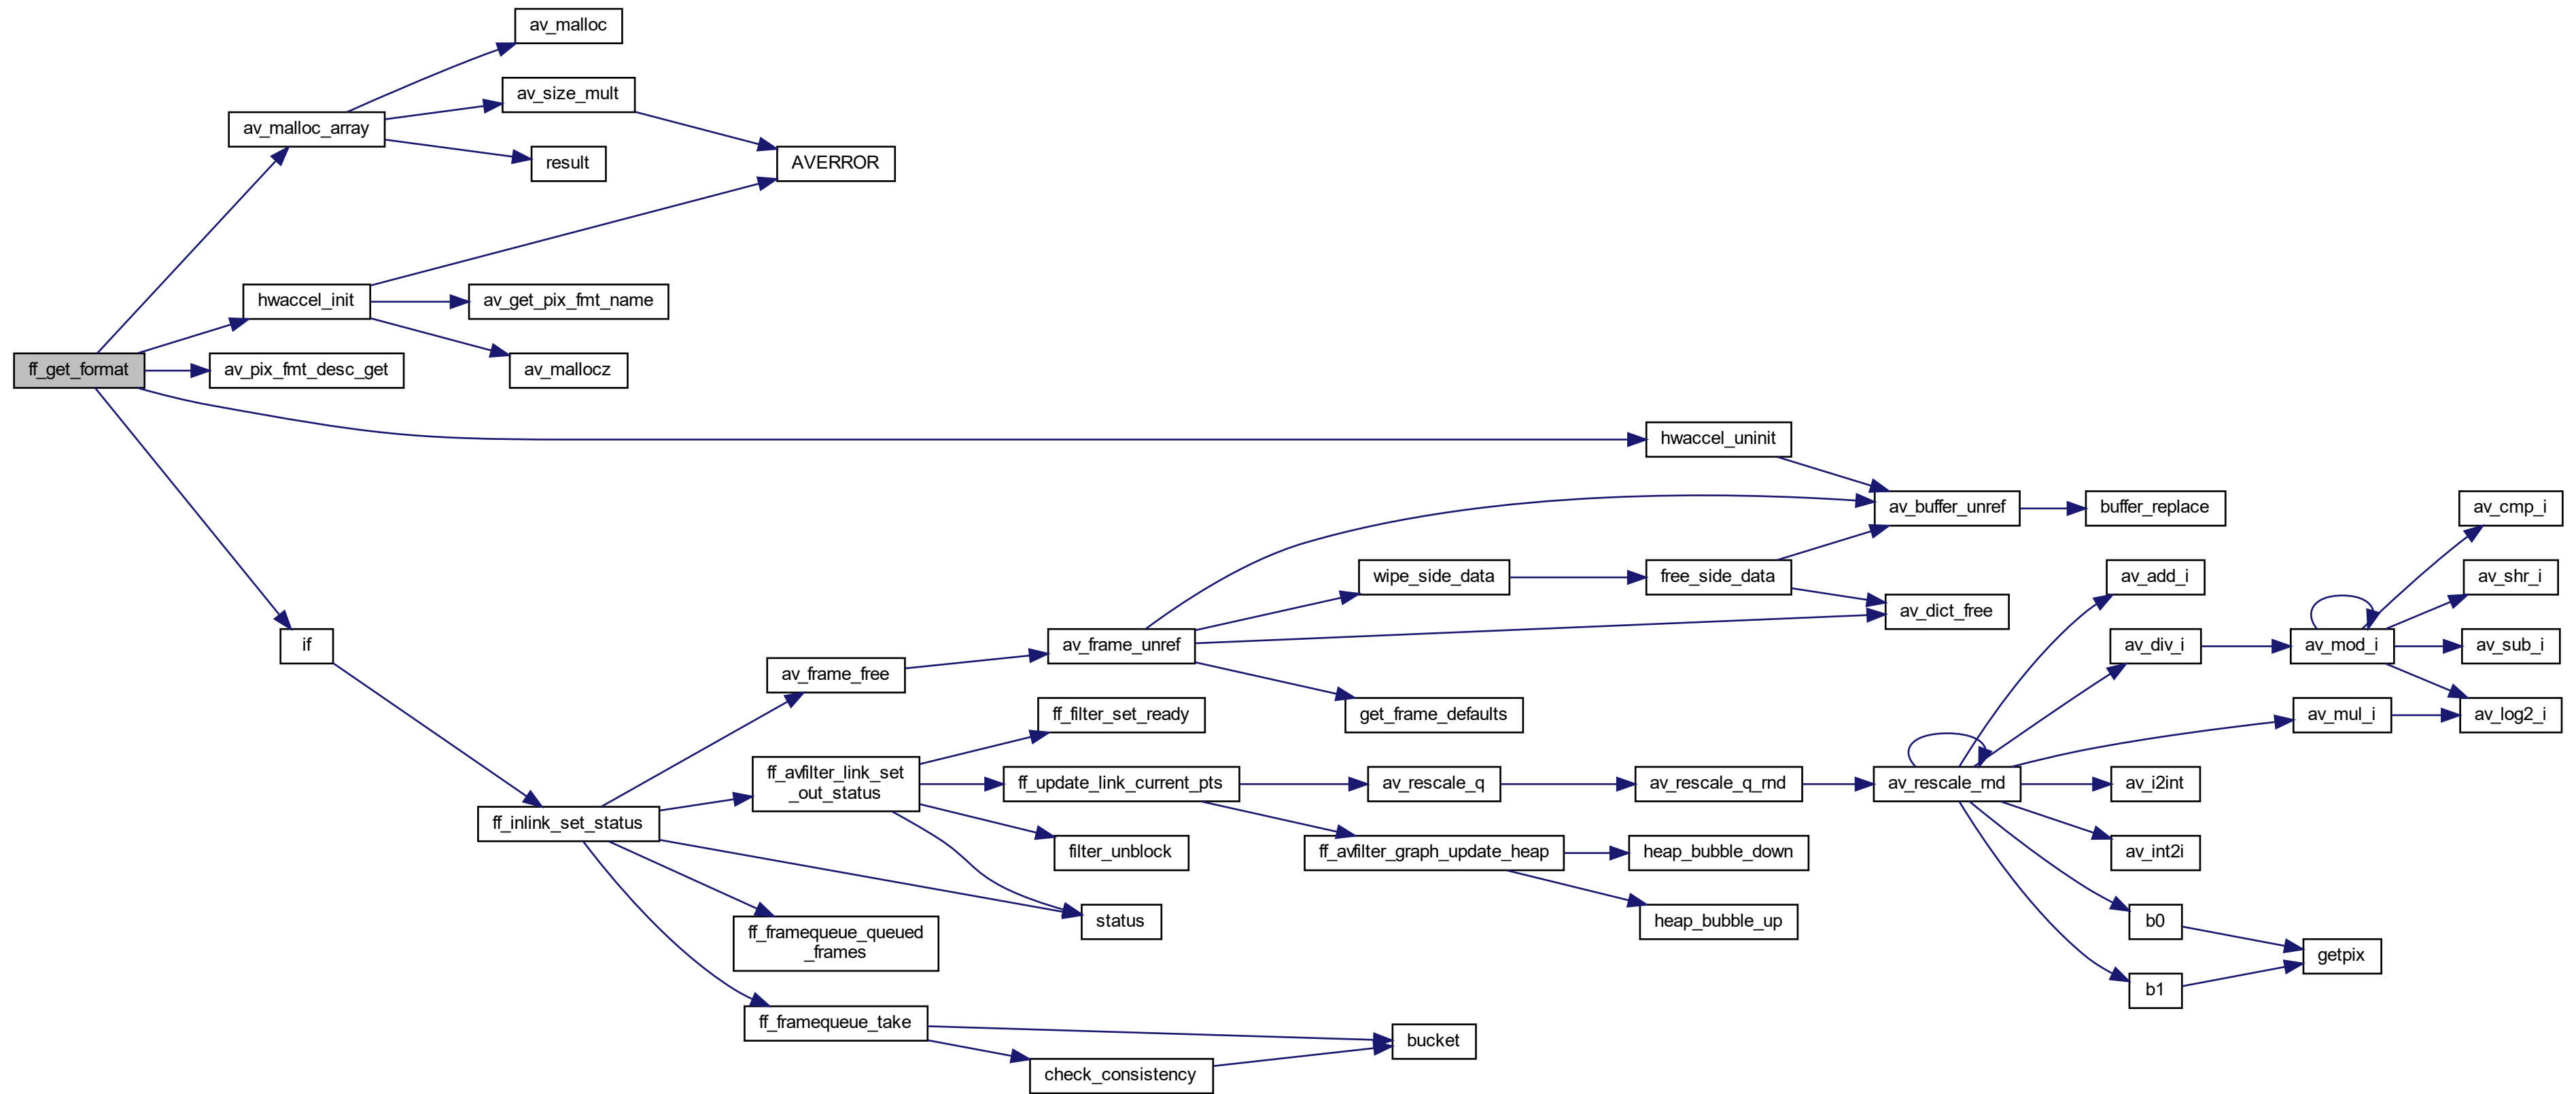 av_malloc
av_size_mult
av_malloc_array
result
AVERROR
hwaccel_init
av_get_pix_fmt_name
ff_get_format
av_pix_fmt_desc_get
av_mallocz
hwaccel_uninit
av_buffer_unref
buffer_replace
av_cmp_i
wipe_side_data
free_side_data
av_add_i
av_shr_i
av_dict_free
if
av_frame_unref
av_div_i
av_mod_i
av_sub_i
av_frame_free
ff_filter_set_ready
get_frame_defaults
av_mul_i
av_log2_i
ff_avfilter_link_set
_out_status
ff_update_link_current_pts
av_rescale_q
av_rescale_q_rnd
av_rescale_rnd
av_i2int
ff_inlink_set_status
filter_unblock
ff_avfilter_graph_update_heap
heap_bubble_down
av_int2i
status
heap_bubble_up
b0
ff_framequeue_queued
_frames
getpix
b1
ff_framequeue_take
bucket
check_consistency